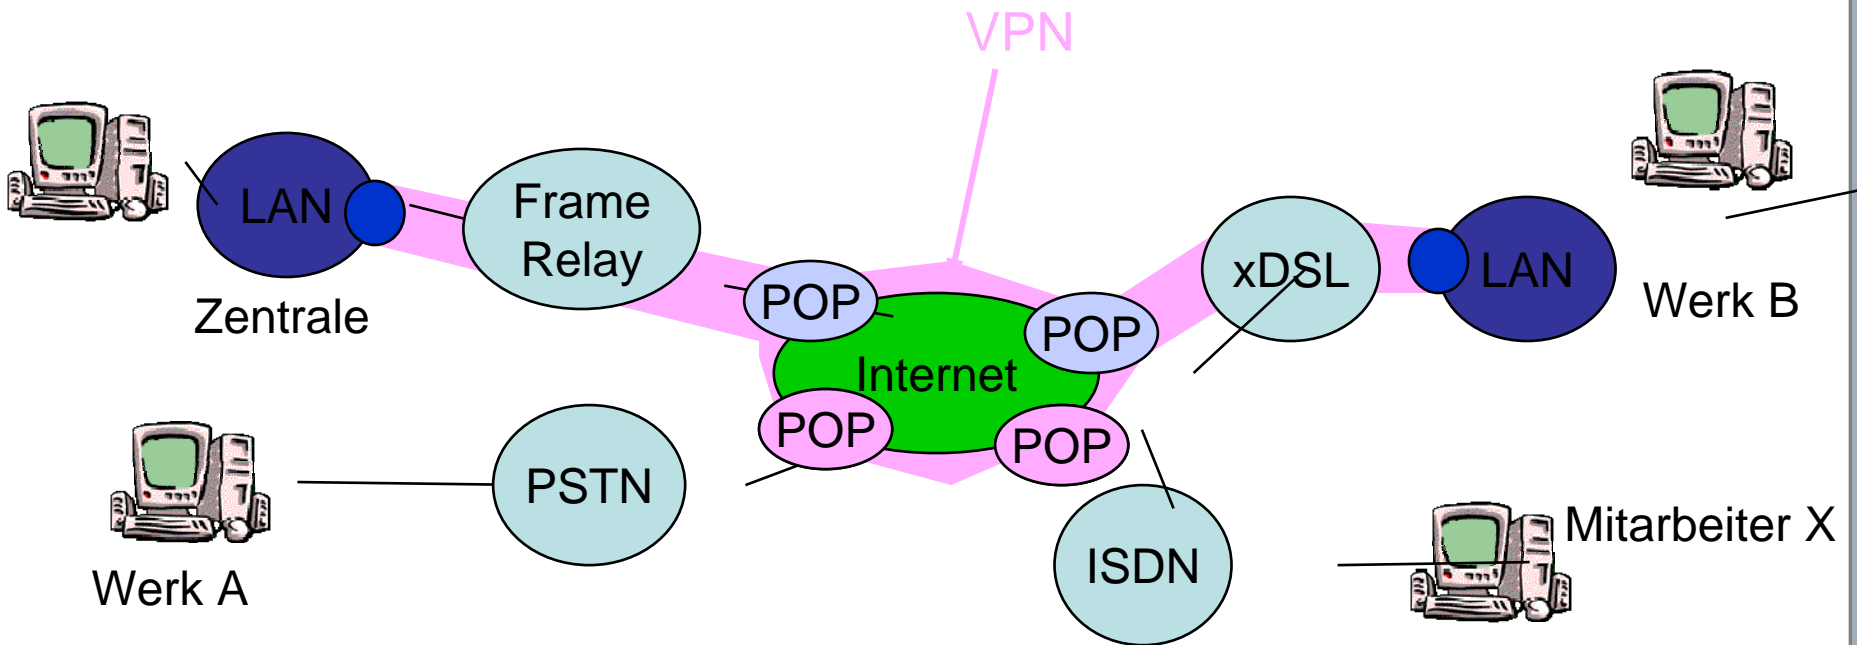 VPN
LAN
Frame
Relay
Zentrale
POP
POP
xDSL
LAN
Werk B
Internet
POP
POP
PSTN
Werk A
ISDN
Mitarbeiter X